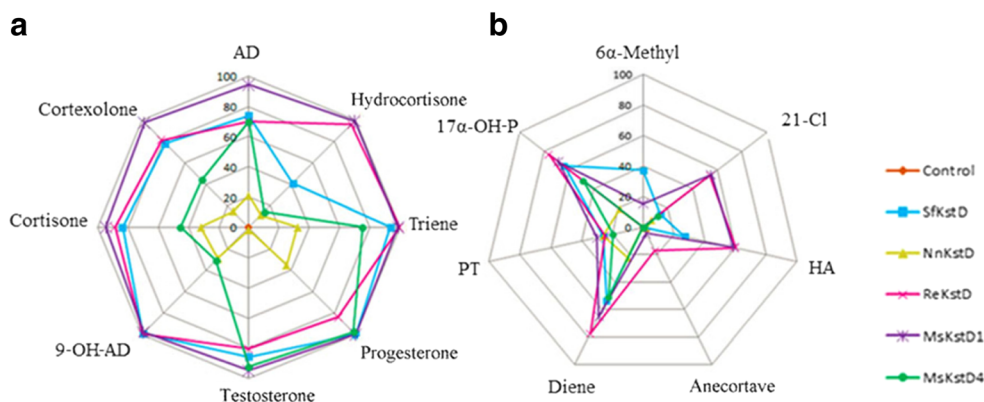 a
b
AD
Hydrocortisone
Triene
Progesterone
Testosterone
9-OH-AD
Cortisone
Cortexolone
100
80
60
40
20
0
6α-Methyl
21-Cl
HA
Anecortave
Diene
PT
17α-OH-P
100
80
60
40
20
0
Control
SfKstD
NnKstD
ReKstD
MsKstD1
MsKstD4